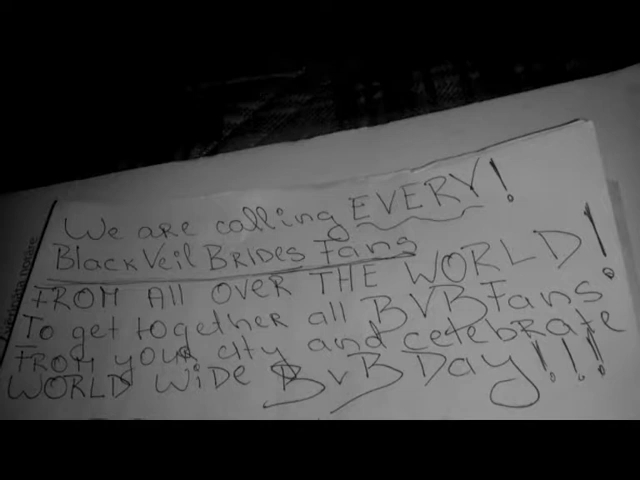 We are calling EVERY!
Black Veil BRIDES Fans
FROM All OVER THE WORLD!
To get together all BVB Fans
FROM your city and celebrate
WORLD WiDe BvB Day!!!